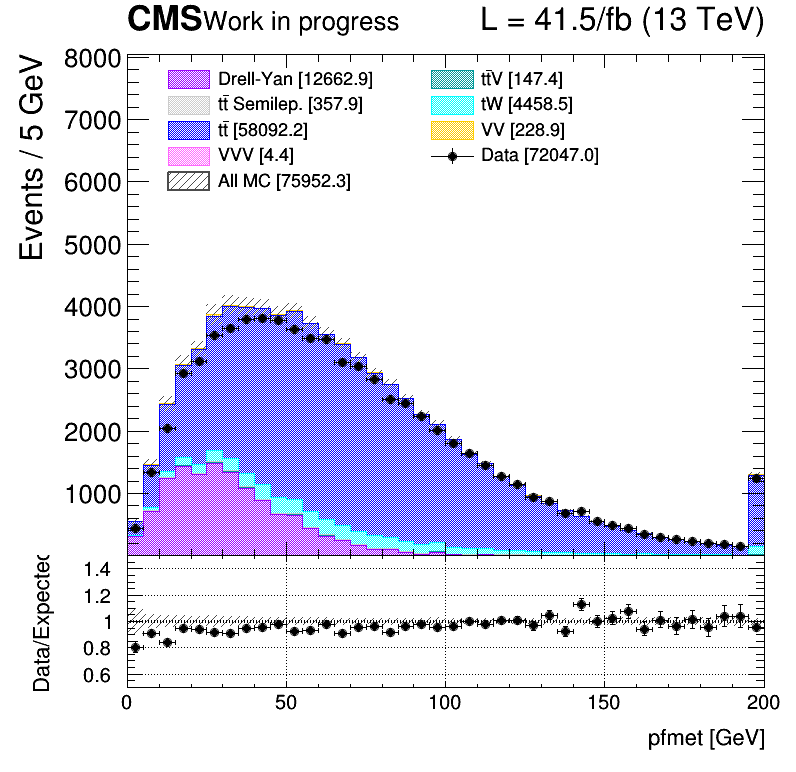 CMS Work in progress L = 41.5/fb (13 TeV)
Events / 5 GeV
8000
7000
6000
5000
4000
3000
2000
1000
Drell-Yan [12662.9]
tt̄ Semilep. [357.9]
tt̄ [58092.2]
VVV [4.4]
All MC [75952.3]
tt̄V [147.4]
tW [4458.5]
VV [228.9]
Data [72047.0]
Data/Expected
1.4
1.2
1
0.8
0.6
0 50 100 150 200
pfmet [GeV]